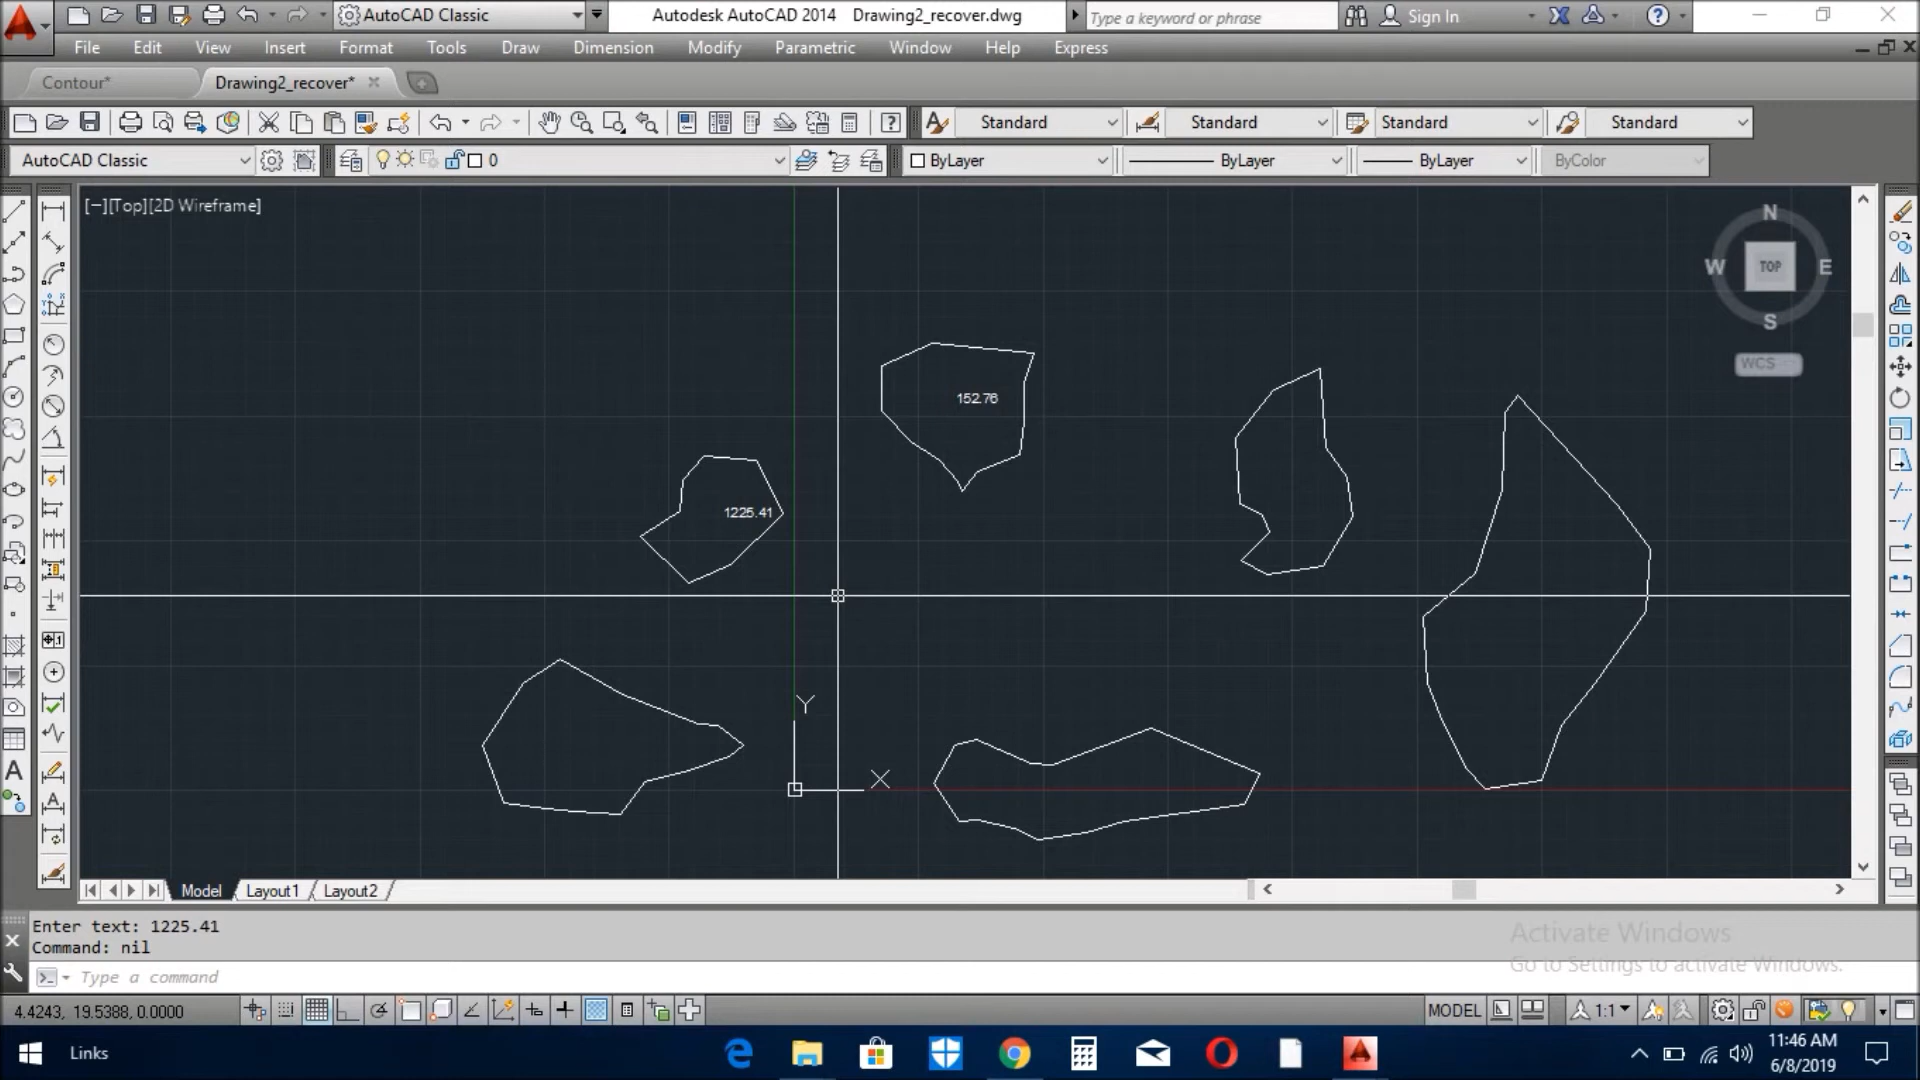 AutoCAD Classic
Autodesk AutoCAD 2014 Drawing2_recover.dwg
Type a keyword or phrase
Sign In
File Edit View Insert Format Tools Draw Dimension Modify Parametric Window Help Express
Contour* Drawing2_recover*
Standard Standard Standard Standard
AutoCAD Classic 0 ByLayer ByLayer ByLayer ByColor
[−][Top][2D Wireframe]
N
W TOP E
S
WCS
152.76
1225.41
Y
X
Model Layout1 Layout2
Enter text: 1225.41
Command: nil
Type a command
Activate Windows
Go to Settings to activate Windows.
4.4243, 19.5388, 0.0000 MODEL 1:1
Links
11:46 AM
6/8/2019